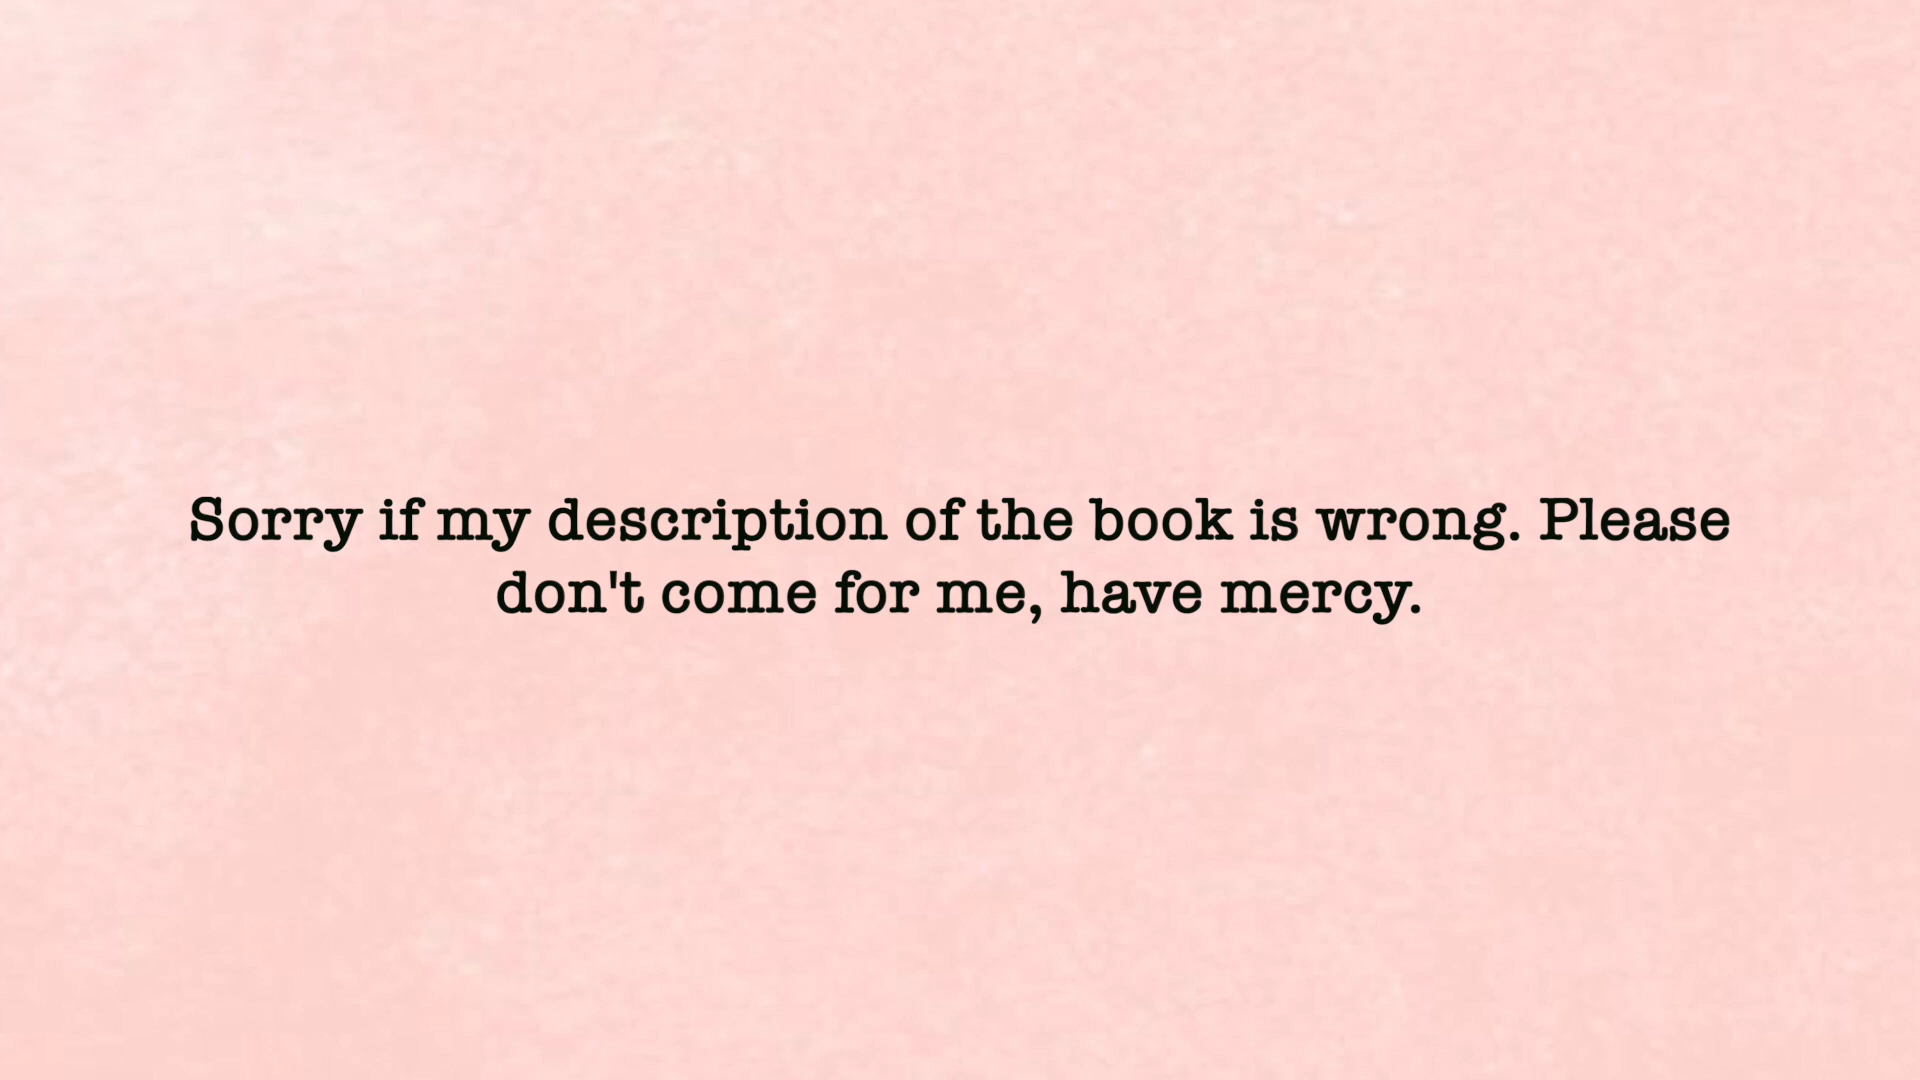 Sorry if my description of the book is wrong. Please
don't come for me, have mercy.